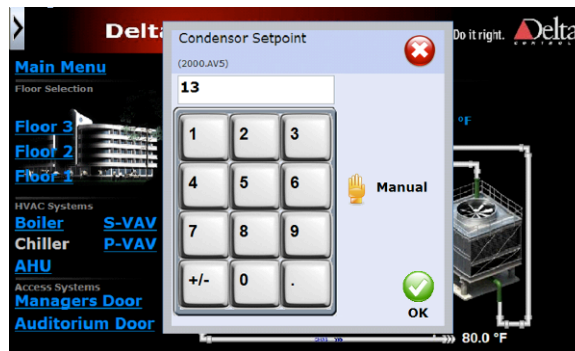 Delta
Condensor Setpoint
(2000.AV5)
Do it right.
Delta
CONTROLS
Main Menu
Floor Selection
13
Floor 3
Floor 2
Floor 1
1 2 3
4 5 6
7 8 9
+/- 0 .
Manual
OK
°F
HVAC Systems
Boiler S-VAV
Chiller P-VAV
AHU
Access Systems
Managers Door
Auditorium Door
80.0 °F